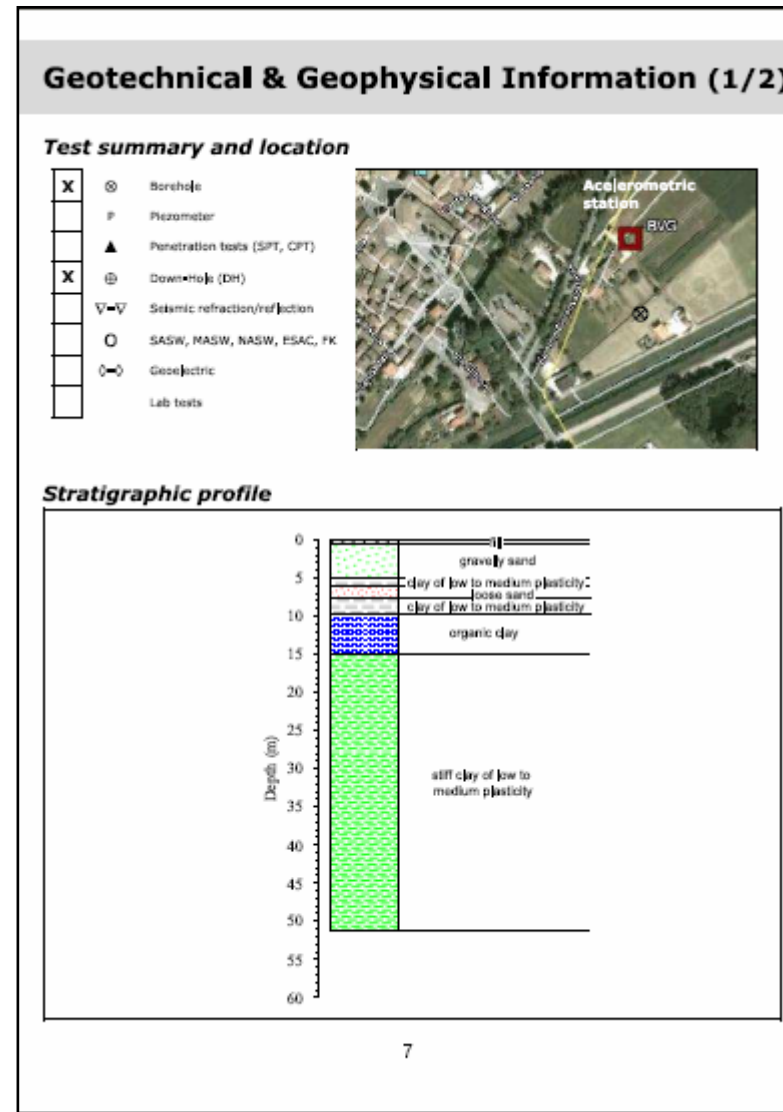 Geotechnical & Geophysical Information (1/2)
Test summary and location
X ⊗ Borehole
P Piezometer
▲ Penetration tests (SPT, CPT)
X ⊕ Down-Hole (DH)
▽-▽ Seismic refraction/reflection
O SASW, MASW, NASW, ESAC, FK
◊-◊ Geoelectric
Lab tests
Acelerometric
station
BVG
Stratigraphic profile
0
fill
gravelly sand
5
clay of low to medium plasticity
loose sand
10
clay of low to medium plasticity
organic clay
15
20
25
Depth (m)
30
stiff clay of low to
medium plasticity
35
40
45
50
55
60
7